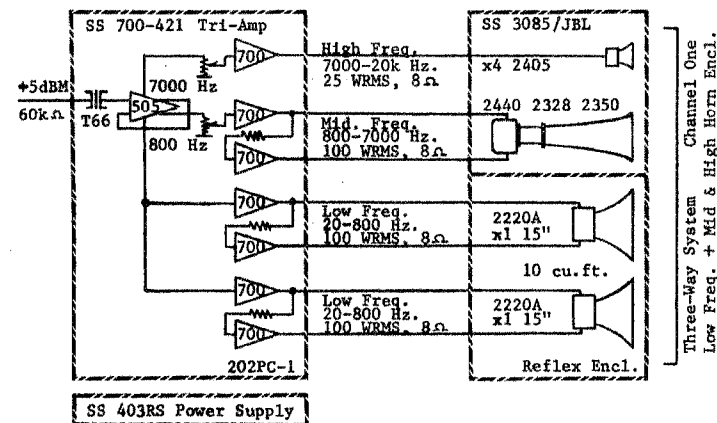 SS 700-421 Tri-Amp
SS 3085/JBL
700
High Freq.
7000-20k Hz.
25 WRMS, 8Ω
x4 2405
+5dBM
60kΩ
T66
505
7000
Hz
800 Hz
700
700
Mid. Freq.
800-7000 Hz.
100 WRMS, 8Ω
2440 2328 2350
700
700
Low Freq.
20-800 Hz.
100 WRMS, 8Ω
2220A
x1 15"
10 cu.ft.
700
700
Low Freq.
20-800 Hz.
100 WRMS, 8Ω
2220A
x1 15"
202PC-1
Reflex Encl.
SS 403RS Power Supply
Three-Way System Channel One
Low Freq. + Mid & High Horn Encl.